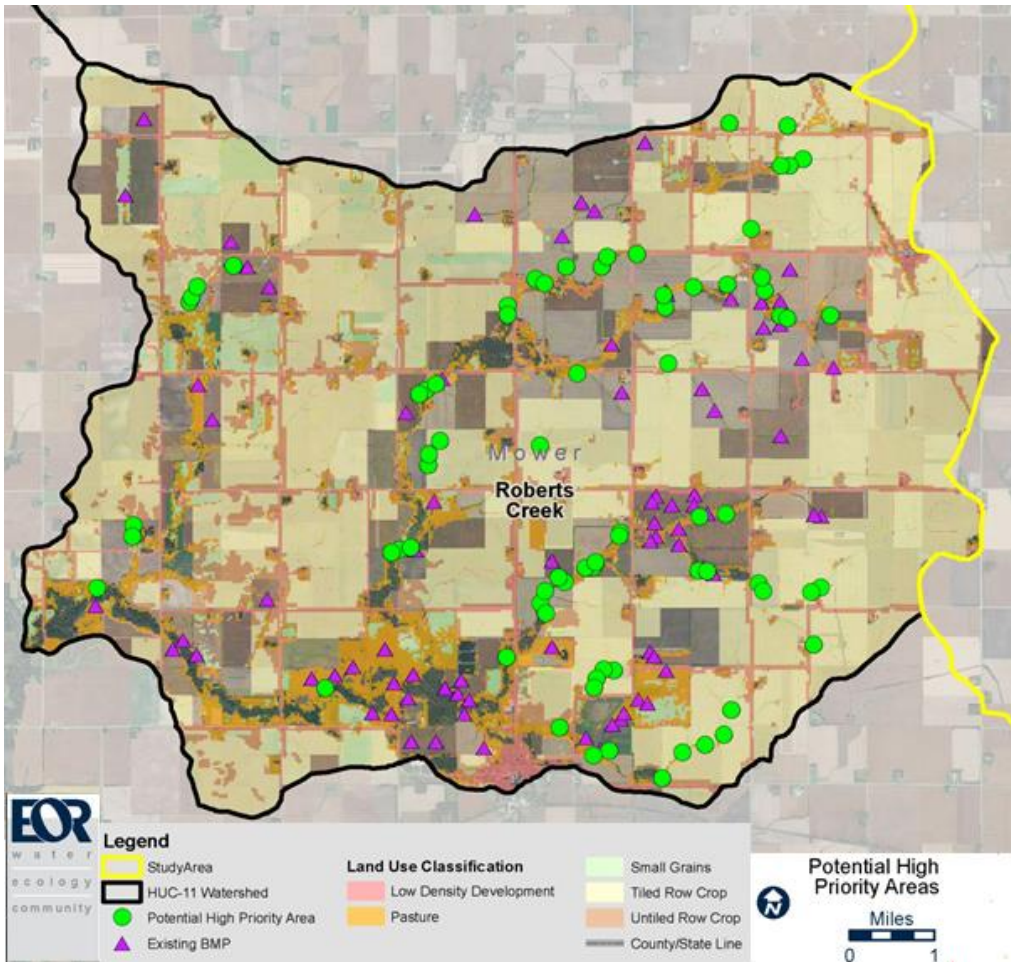 Mower
Roberts
Creek
EOR
water
ecology
community
Legend
StudyArea
HUC-11 Watershed
Potential High Priority Area
Existing BMP
Land Use Classification
Low Density Development
Pasture
Small Grains
Tiled Row Crop
Untiled Row Crop
County/State Line
N
Potential High
Priority Areas
Miles
0 1